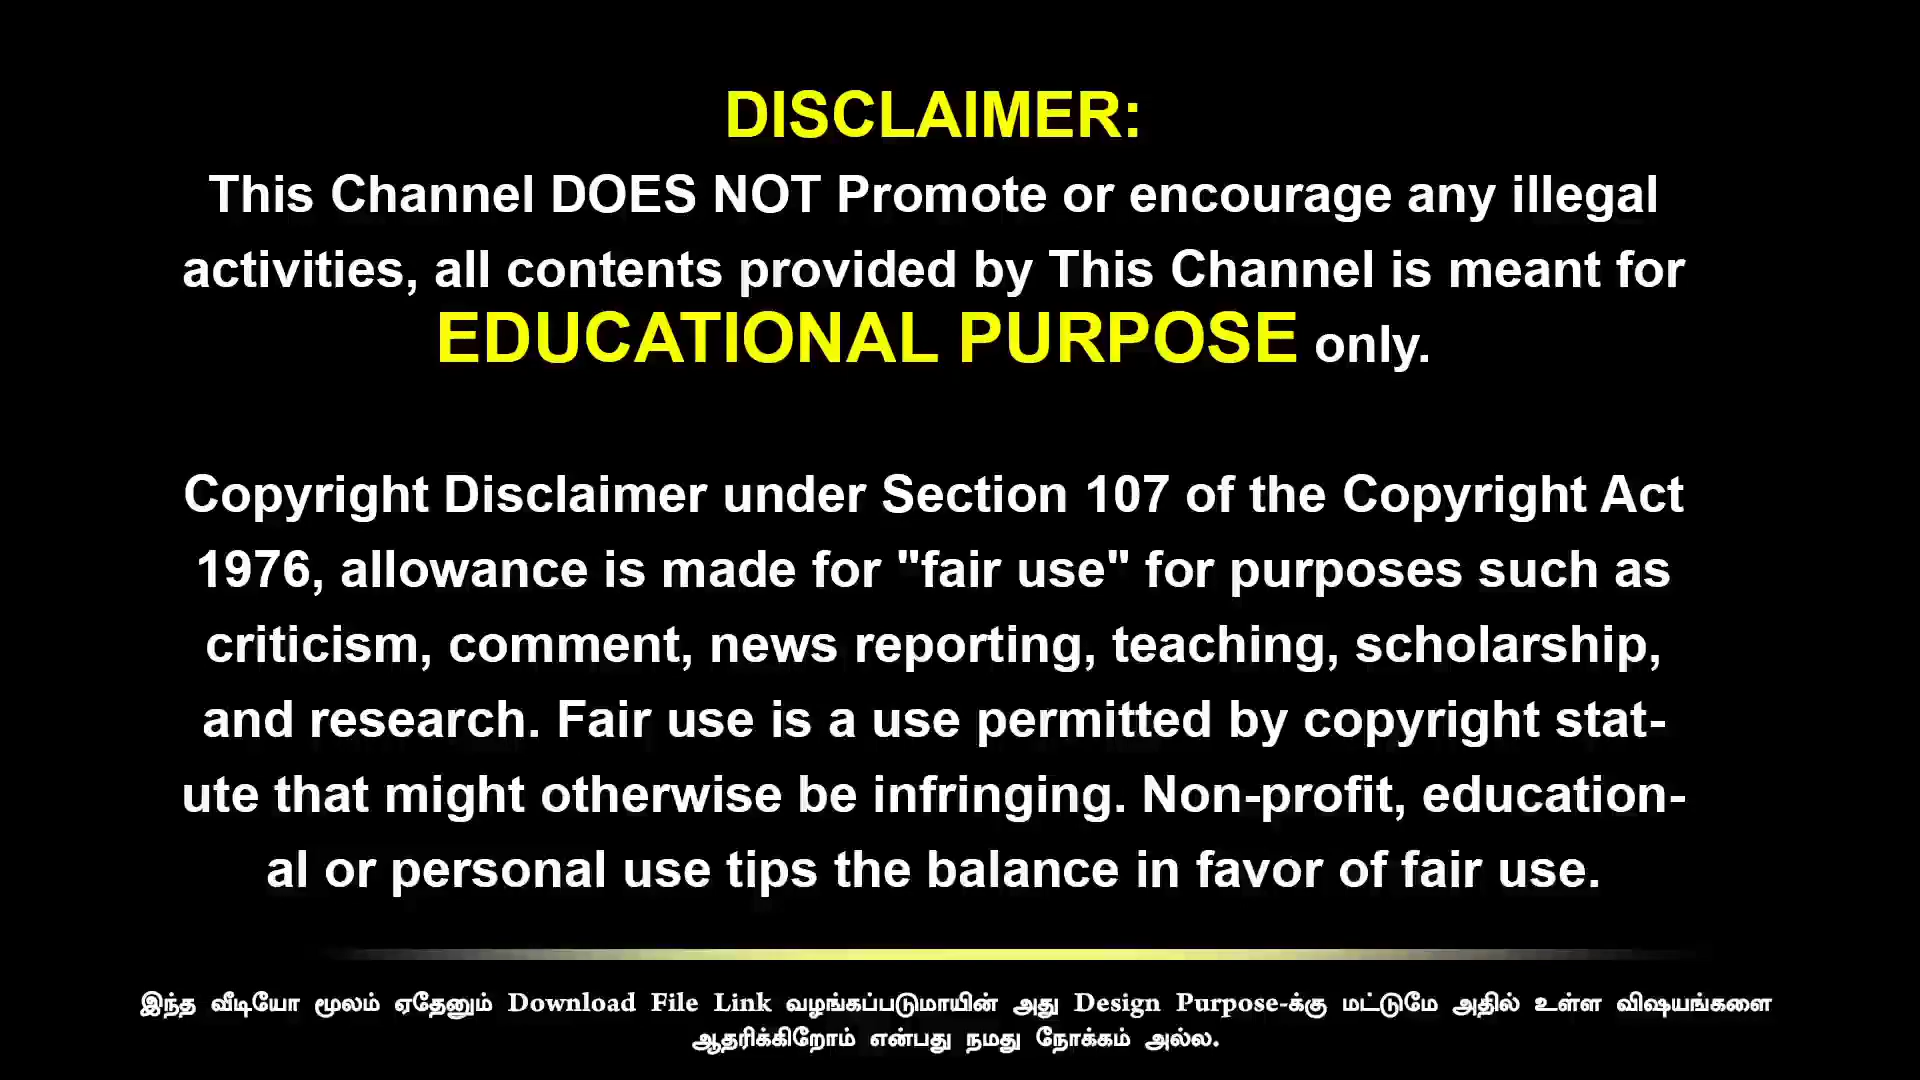 DISCLAIMER:
This Channel DOES NOT Promote or encourage any illegal
activities, all contents provided by This Channel is meant for
EDUCATIONAL PURPOSE only.
Copyright Disclaimer under Section 107 of the Copyright Act
1976, allowance is made for "fair use" for purposes such as
criticism, comment, news reporting, teaching, scholarship,
and research. Fair use is a use permitted by copyright stat-
ute that might otherwise be infringing. Non-profit, education-
al or personal use tips the balance in favor of fair use.
இந்த வீடியோ மூலம் ஏதேனும் Download File Link வழங்கப்படுமாயின் அது Design Purpose-க்கு மட்டுமே அதில் உள்ள விஷயங்களை
ஆதரிக்கிறோம் என்பது நமது நோக்கம் அல்ல.